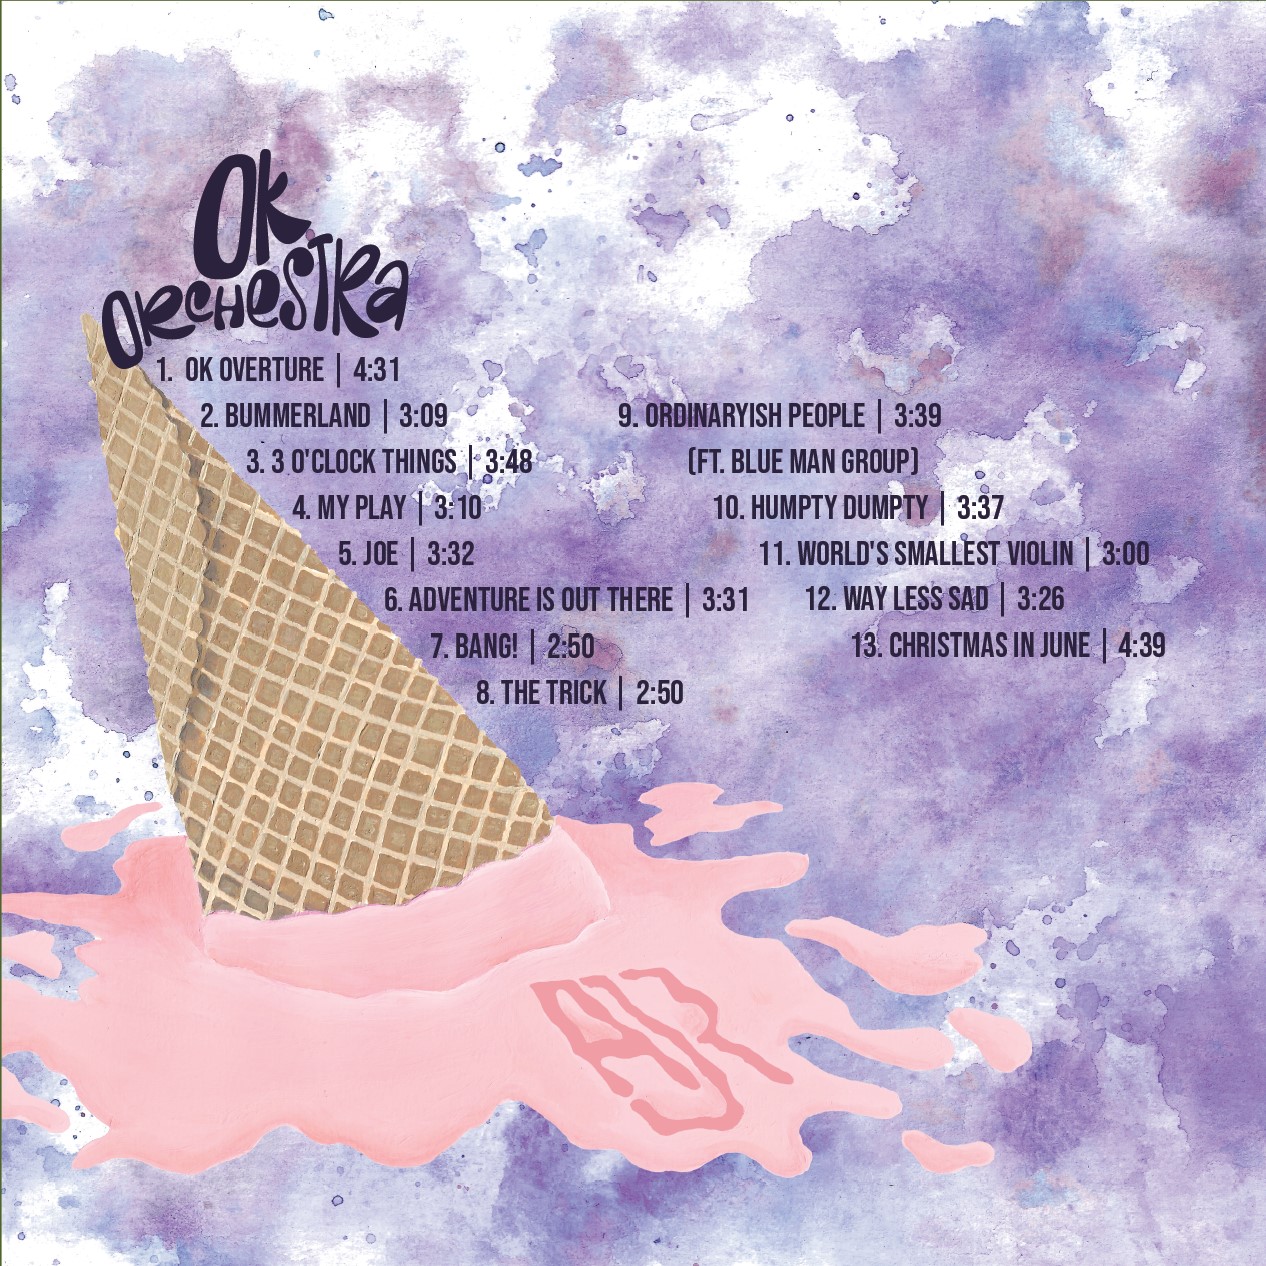 OK
ORCHESTRA
1. OK OVERTURE | 4:31
2. BUMMERLAND | 3:09
3. 3 O'CLOCK THINGS | 3:48
4. MY PLAY | 3:10
5. JOE | 3:32
6. ADVENTURE IS OUT THERE | 3:31
7. BANG! | 2:50
8. THE TRICK | 2:50
9. ORDINARYISH PEOPLE | 3:39
(FT. BLUE MAN GROUP)
10. HUMPTY DUMPTY | 3:37
11. WORLD'S SMALLEST VIOLIN | 3:00
12. WAY LESS SAD | 3:26
13. CHRISTMAS IN JUNE | 4:39
AJR